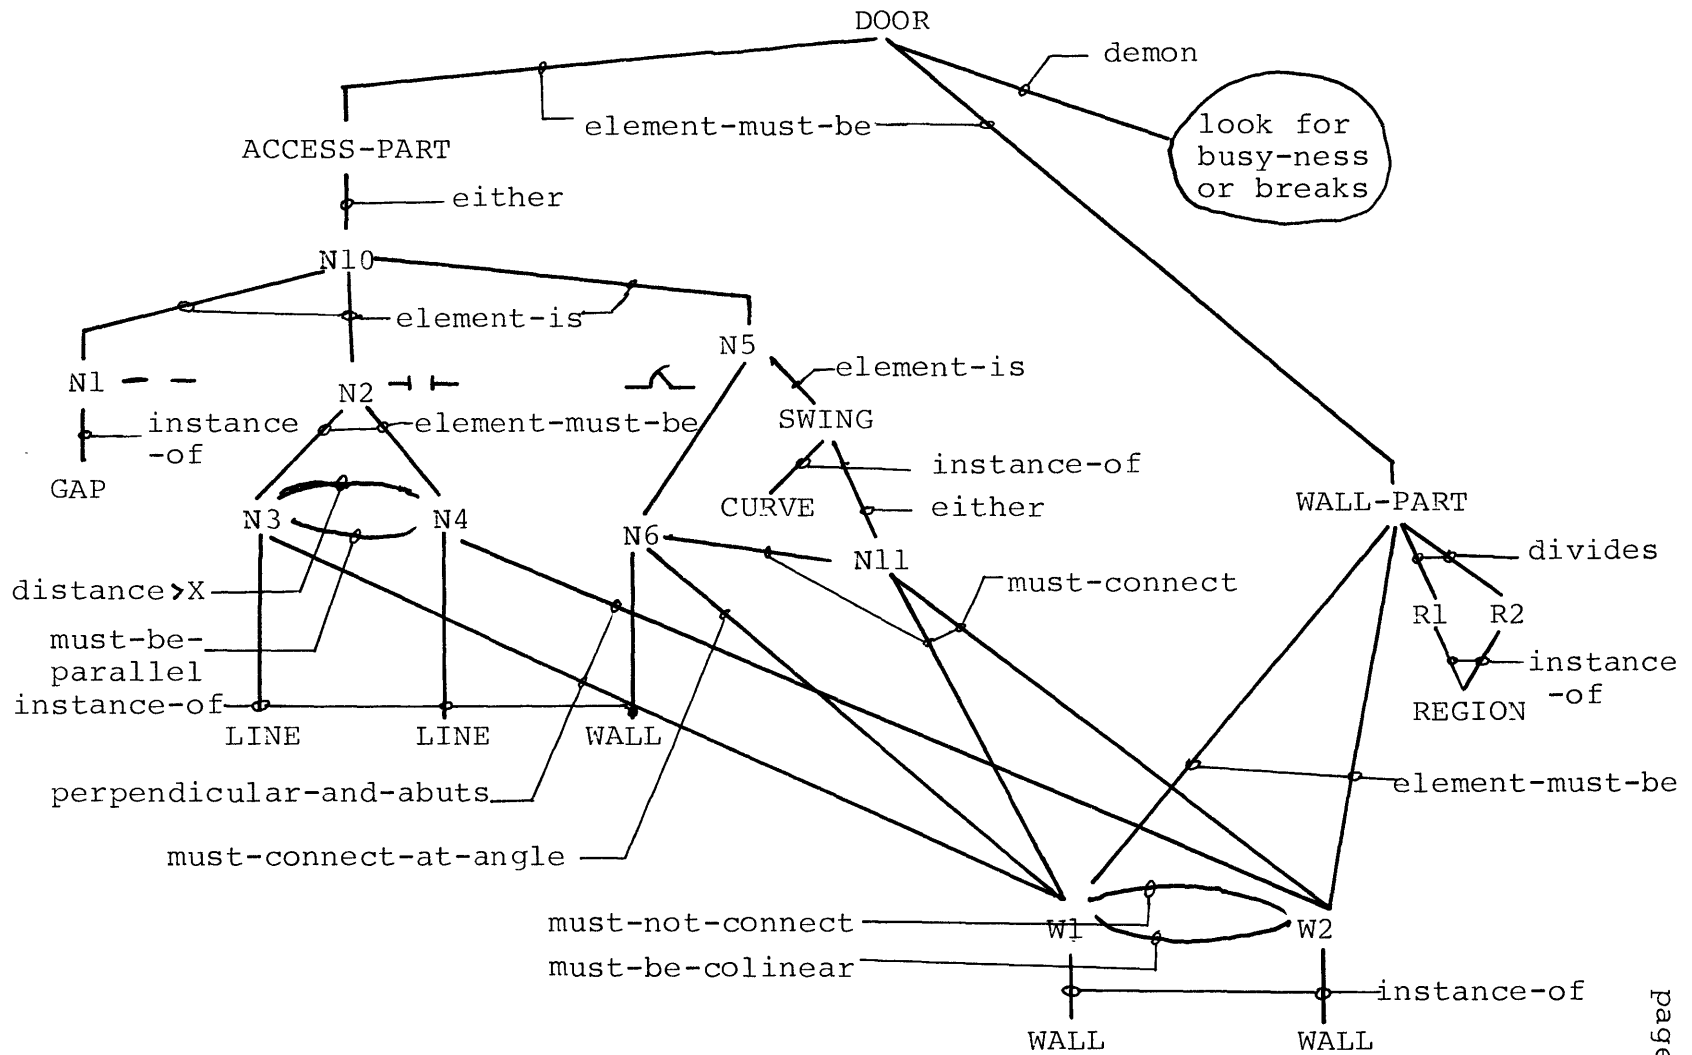 DOOR
demon
element-must-be
look for
busy-ness
or breaks
ACCESS-PART
either
N10
element-is
N5
element-is
N1
N2
SWING
instance
-of
element-must-be
instance-of
GAP
CURVE
either
WALL-PART
N3
N4
N6
N11
divides
distance>X
must-connect
R1
R2
must-be-
parallel
instance
-of
instance-of
REGION
LINE
LINE
WALL
perpendicular-and-abuts
element-must-be
must-connect-at-angle
must-not-connect
W1
W2
must-be-colinear
instance-of
WALL
WALL
page